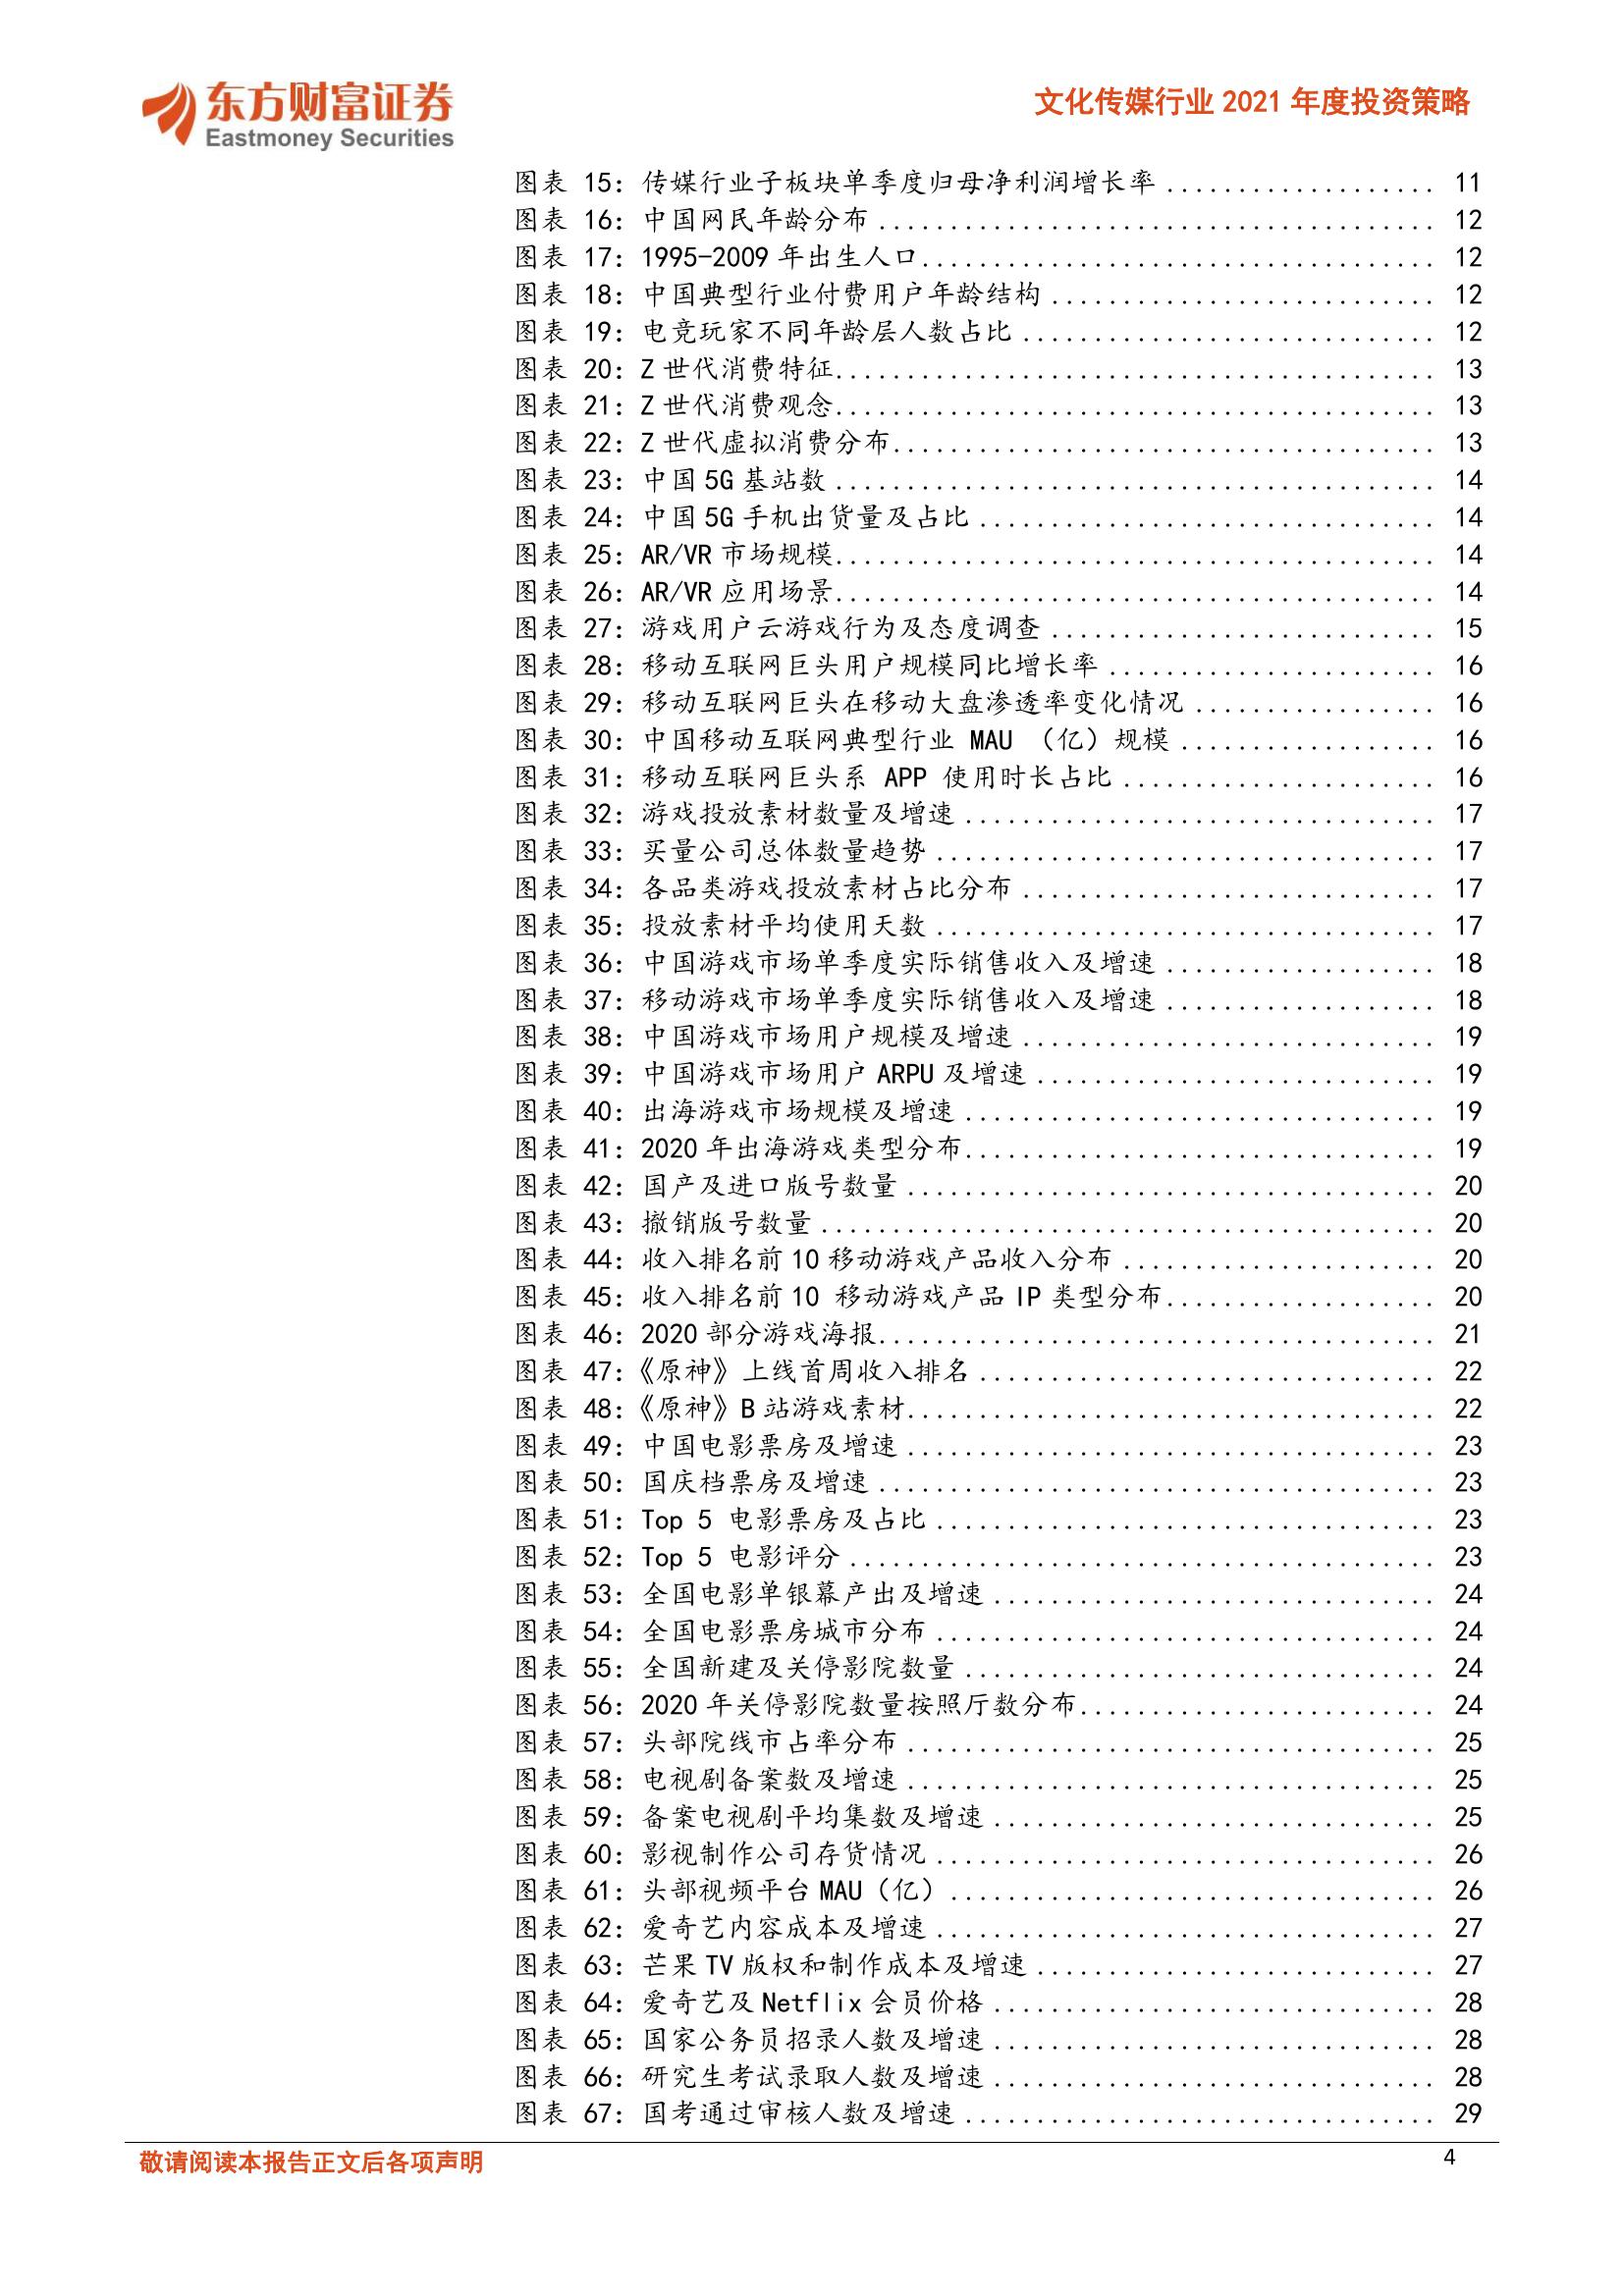 东方财富证券
Eastmoney Securities
文化传媒行业 2021 年度投资策略
图表 15：传媒行业子板块单季度归母净利润增长率 ................... 11
图表 16：中国网民年龄分布 ....................................... 12
图表 17：1995-2009 年出生人口.................................... 12
图表 18：中国典型行业付费用户年龄结构 ........................... 12
图表 19：电竞玩家不同年龄层人数占比 ............................. 12
图表 20：Z 世代消费特征.......................................... 13
图表 21：Z 世代消费观念.......................................... 13
图表 22：Z 世代虚拟消费分布...................................... 13
图表 23：中国 5G 基站数 .......................................... 14
图表 24：中国 5G 手机出货量及占比 ................................ 14
图表 25：AR/VR 市场规模.......................................... 14
图表 26：AR/VR 应用场景.......................................... 14
图表 27：游戏用户云游戏行为及态度调查 ........................... 15
图表 28：移动互联网巨头用户规模同比增长率 ....................... 16
图表 29：移动互联网巨头在移动大盘渗透率变化情况 ................. 16
图表 30：中国移动互联网典型行业 MAU （亿）规模 .................. 16
图表 31：移动互联网巨头系 APP 使用时长占比 ...................... 16
图表 32：游戏投放素材数量及增速 ................................. 17
图表 33：买量公司总体数量趋势 ................................... 17
图表 34：各品类游戏投放素材占比分布 ............................. 17
图表 35：投放素材平均使用天数 ................................... 17
图表 36：中国游戏市场单季度实际销售收入及增速 ................... 18
图表 37：移动游戏市场单季度实际销售收入及增速 ................... 18
图表 38：中国游戏市场用户规模及增速 ............................. 19
图表 39：中国游戏市场用户 ARPU 及增速 ............................ 19
图表 40：出海游戏市场规模及增速 ................................. 19
图表 41：2020 年出海游戏类型分布................................. 19
图表 42：国产及进口版号数量 ..................................... 20
图表 43：撤销版号数量 ........................................... 20
图表 44：收入排名前 10 移动游戏产品收入分布 ...................... 20
图表 45：收入排名前 10 移动游戏产品 IP 类型分布................... 20
图表 46：2020 部分游戏海报....................................... 21
图表 47：《原神》上线首周收入排名 ................................ 22
图表 48：《原神》B 站游戏素材..................................... 22
图表 49：中国电影票房及增速 ..................................... 23
图表 50：国庆档票房及增速 ....................................... 23
图表 51：Top 5 电影票房及占比 ................................... 23
图表 52：Top 5 电影评分 ......................................... 23
图表 53：全国电影单银幕产出及增速 ............................... 24
图表 54：全国电影票房城市分布 ................................... 24
图表 55：全国新建及关停影院数量 ................................. 24
图表 56：2020 年关停影院数量按照厅数分布......................... 24
图表 57：头部院线市占率分布 ..................................... 25
图表 58：电视剧备案数及增速 ..................................... 25
图表 59：备案电视剧平均集数及增速 ............................... 25
图表 60：影视制作公司存货情况 ................................... 26
图表 61：头部视频平台 MAU（亿） .................................. 26
图表 62：爱奇艺内容成本及增速 ................................... 27
图表 63：芒果 TV 版权和制作成本及增速 ............................ 27
图表 64：爱奇艺及 Netflix 会员价格 ............................... 28
图表 65：国家公务员招录人数及增速 ............................... 28
图表 66：研究生考试录取人数及增速 ............................... 28
图表 67：国考通过审核人数及增速 ................................. 29
敬请阅读本报告正文后各项声明
4